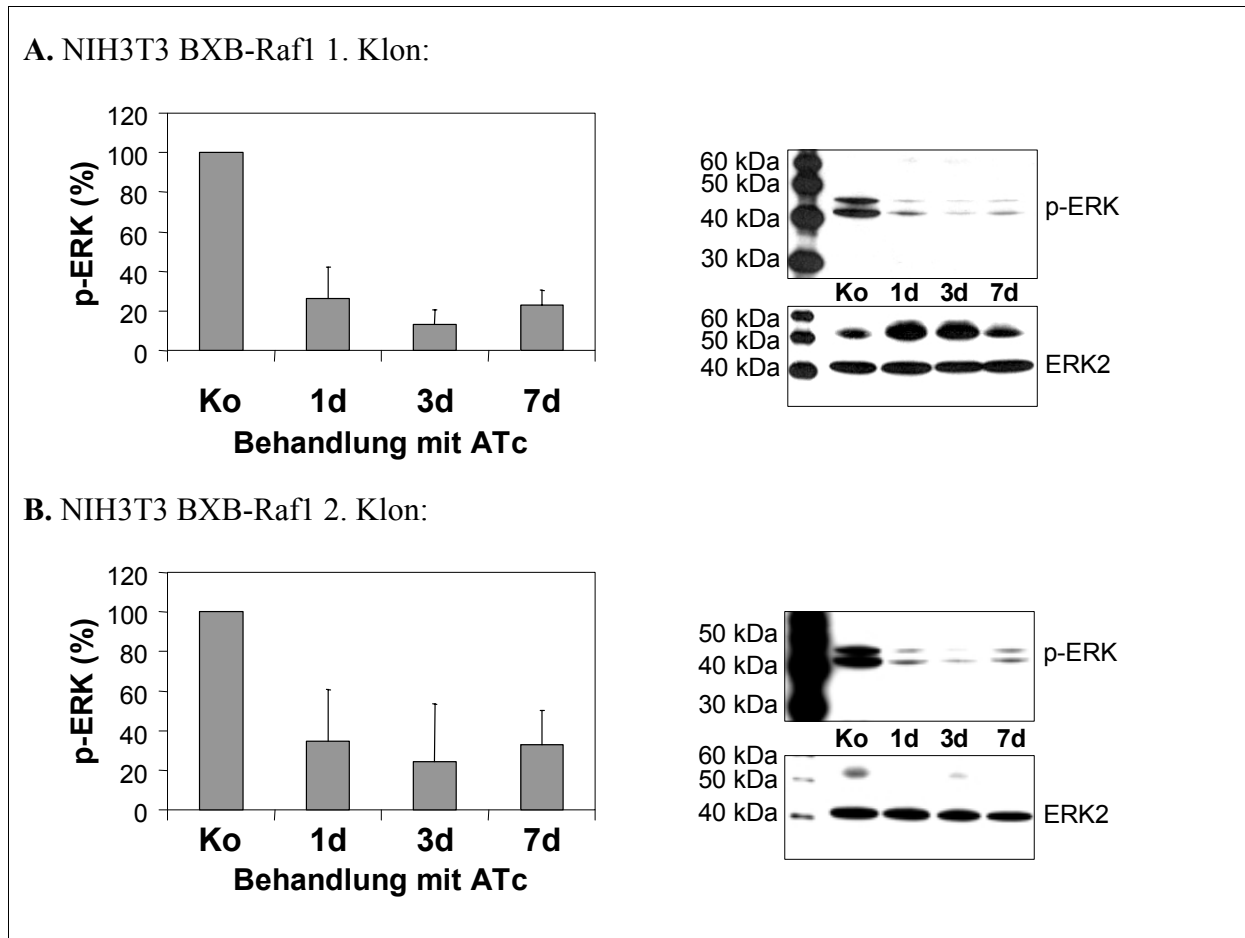 A. NIH3T3 BXB-Raf1 1. Klon:
p-ERK (%)
120
100
80
60
40
20
0
Ko 1d 3d 7d
Behandlung mit ATc
60 kDa
50 kDa
40 kDa
30 kDa
p-ERK
Ko 1d 3d 7d
60 kDa
50 kDa
40 kDa
ERK2
B. NIH3T3 BXB-Raf1 2. Klon:
p-ERK (%)
120
100
80
60
40
20
0
Ko 1d 3d 7d
Behandlung mit ATc
50 kDa
40 kDa
30 kDa
p-ERK
Ko 1d 3d 7d
60 kDa
50 kDa
40 kDa
ERK2